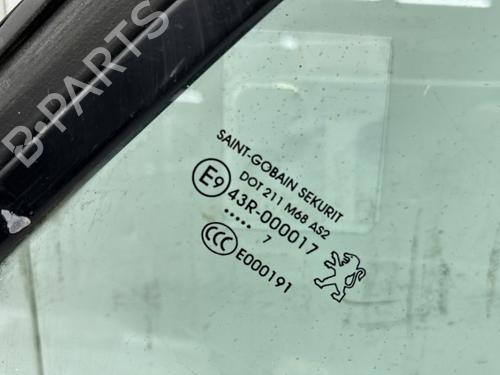 B-PARTS
SAINT-GOBAIN SEKURIT
DOT 211 M68 AS2
E9 43R-000017
..... 7
CCC E000191